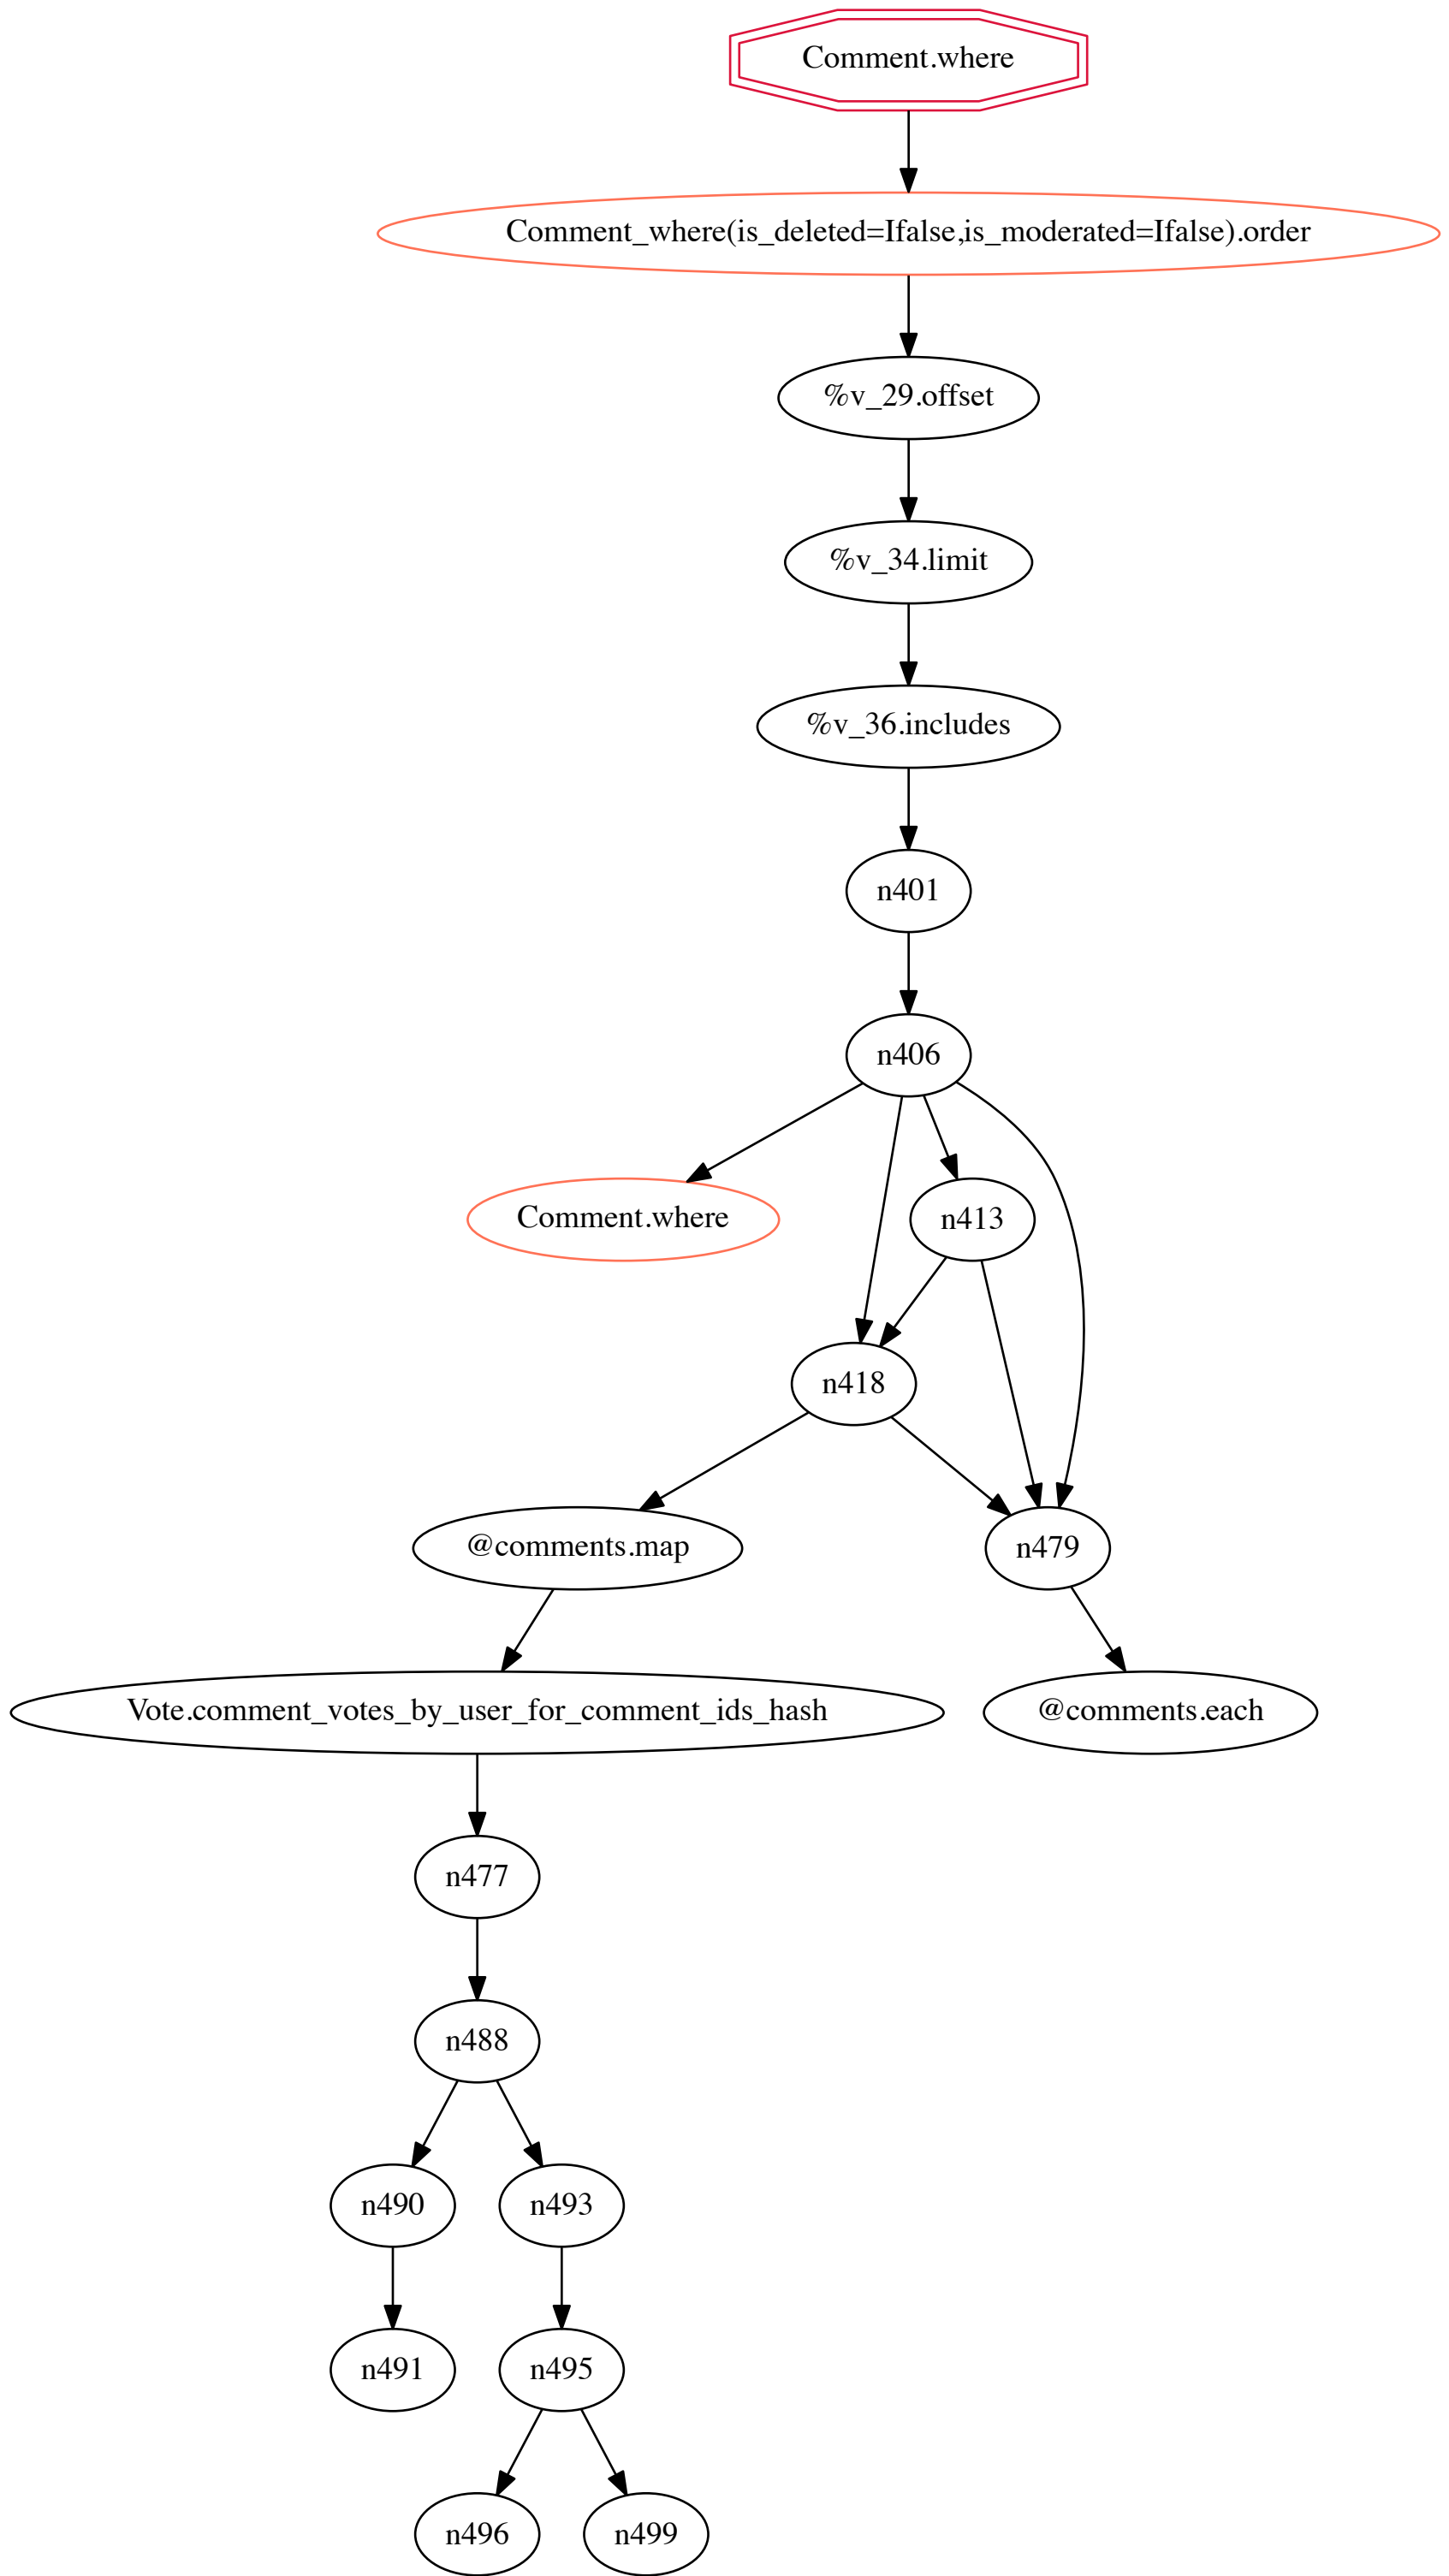 Comment.where
Comment_where(is_deleted=Ifalse,is_moderated=Ifalse).order
%v_29.offset
%v_34.limit
%v_36.includes
n401
n406
Comment.where
n413
n418
@comments.map
n479
Vote.comment_votes_by_user_for_comment_ids_hash
@comments.each
n477
n488
n490
n493
n491
n495
n496
n499